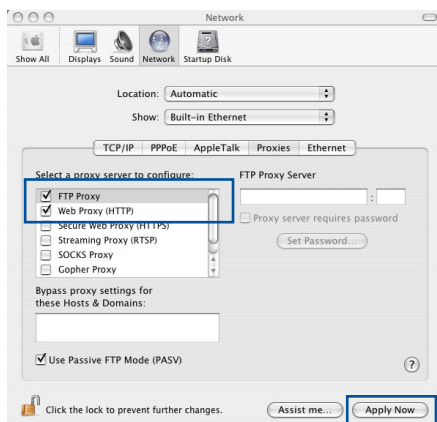 Network
Show All Displays Sound Network Startup Disk
Location: Automatic
Show: Built-in Ethernet
TCP/IP PPPoE AppleTalk Proxies Ethernet
Select a proxy server to configure: FTP Proxy Server
FTP Proxy
:
Web Proxy (HTTP)
Proxy server requires password
Secure Web Proxy (HTTPS)
Streaming Proxy (RTSP)
Set Password...
SOCKS Proxy
Gopher Proxy
Bypass proxy settings for
these Hosts & Domains:
Use Passive FTP Mode (PASV)
?
Click the lock to prevent further changes. Assist me... Apply Now